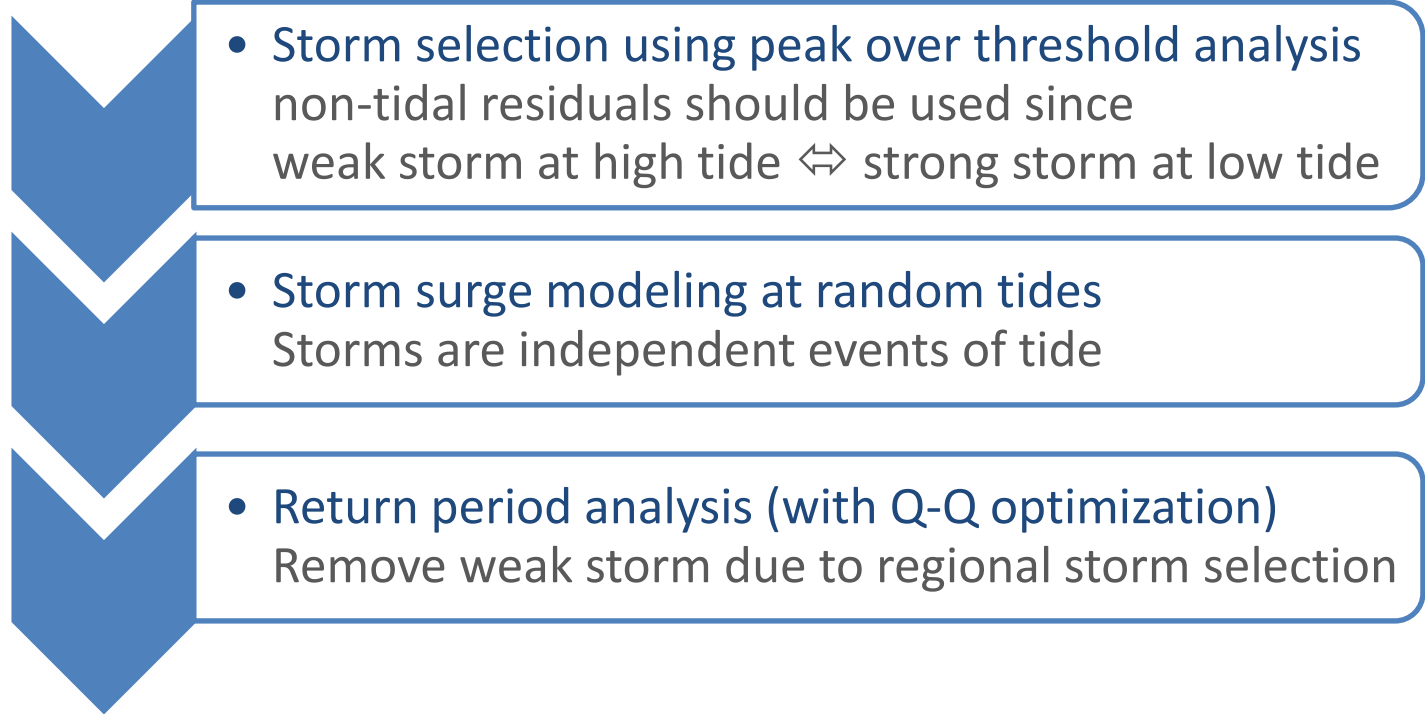 • Storm selection using peak over threshold analysis
non-tidal residuals should be used since
weak storm at high tide ⇔ strong storm at low tide
• Storm surge modeling at random tides
Storms are independent events of tide
• Return period analysis (with Q-Q optimization)
Remove weak storm due to regional storm selection